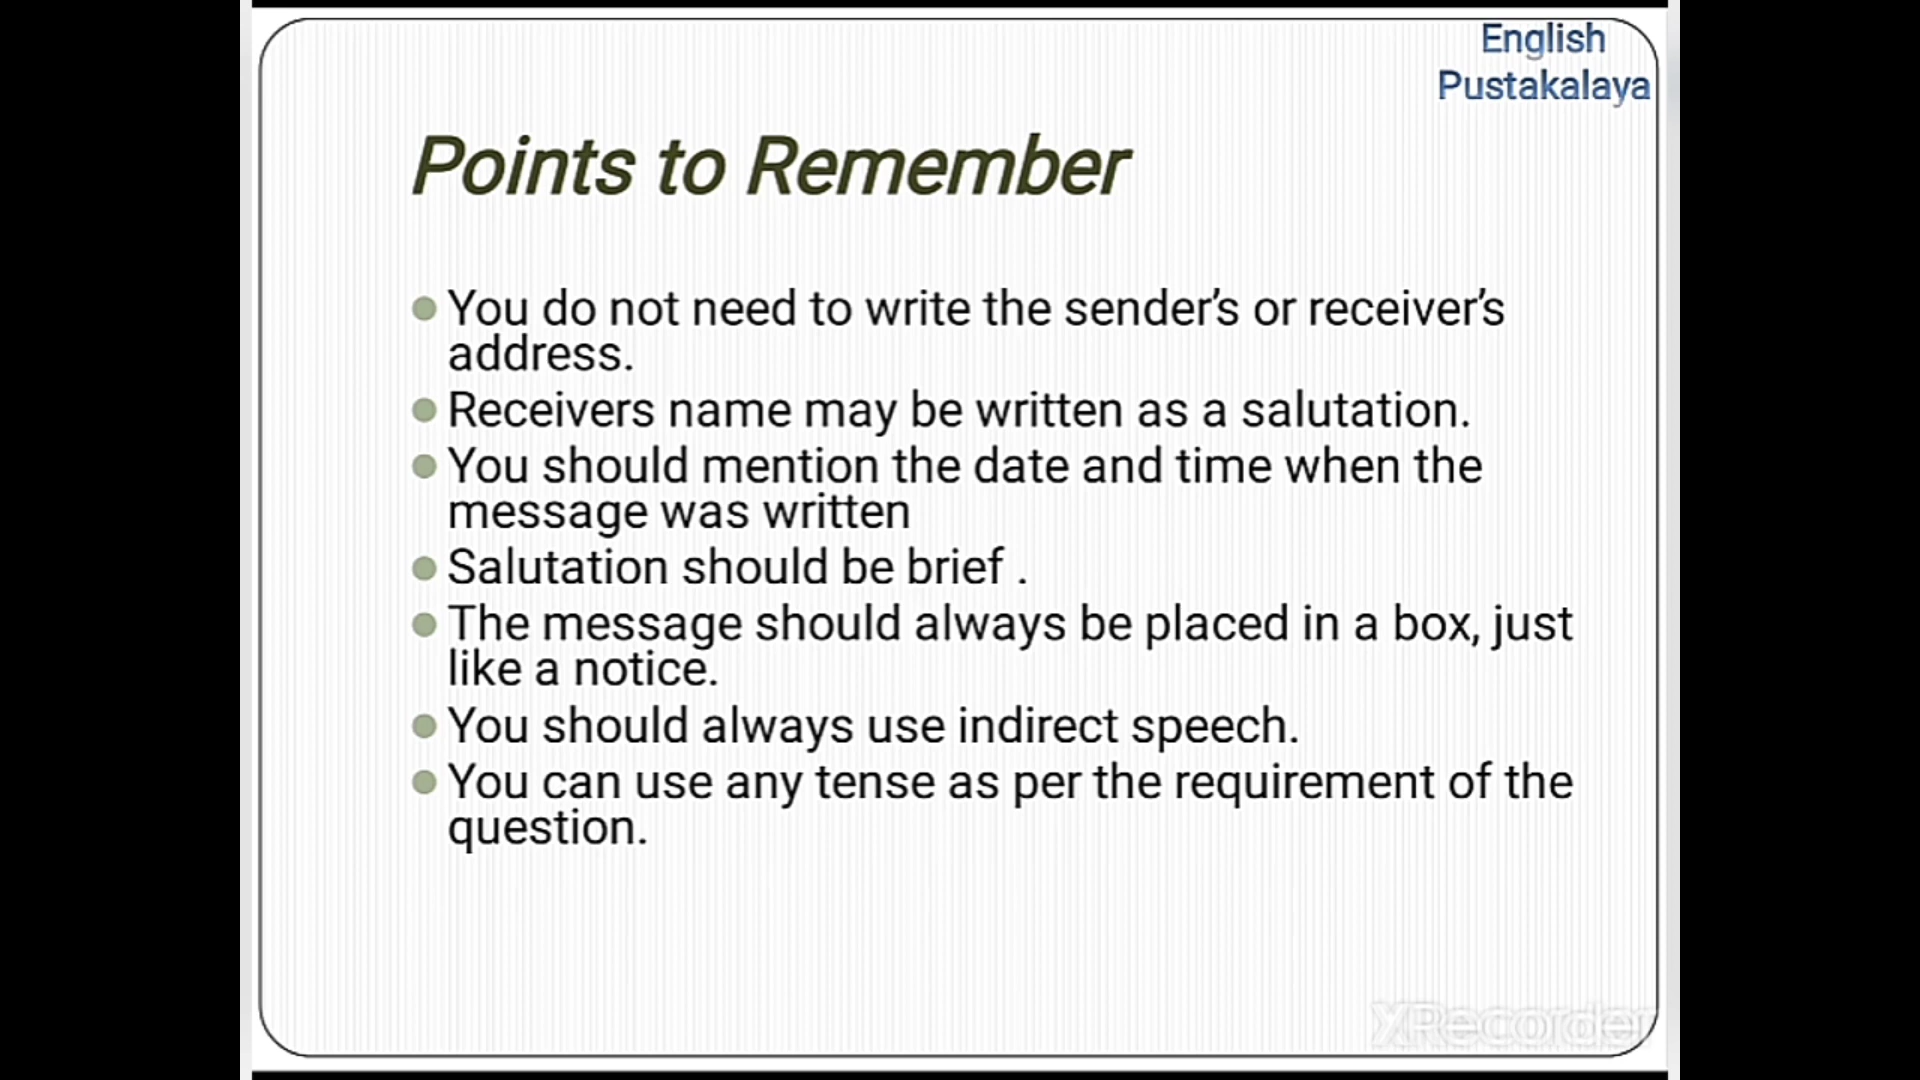 English
Pustakalaya
Points to Remember
You do not need to write the sender's or receiver's
address.
Receivers name may be written as a salutation.
You should mention the date and time when the
message was written
Salutation should be brief .
The message should always be placed in a box, just
like a notice.
You should always use indirect speech.
You can use any tense as per the requirement of the
question.
XRecorder